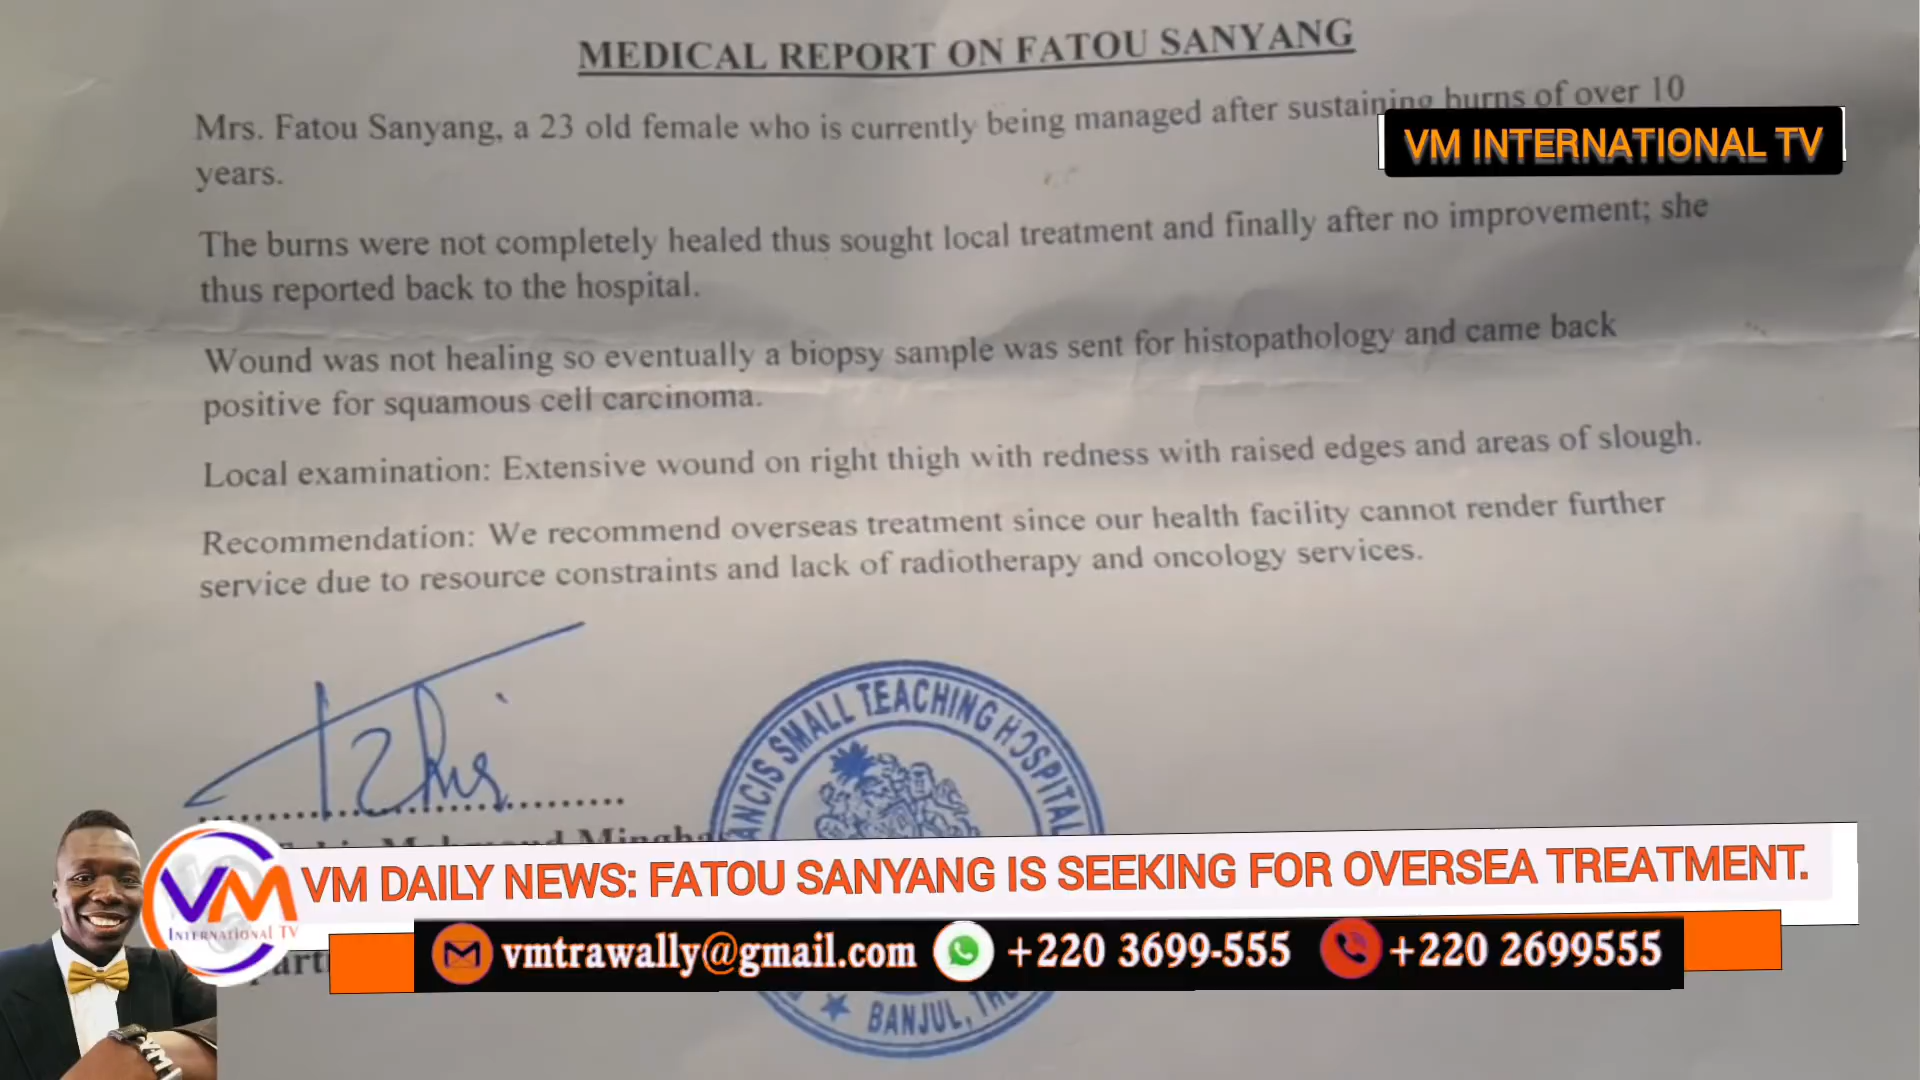 MEDICAL REPORT ON FATOU SANYANG
Mrs. Fatou Sanyang, a 23 old female who is currently being managed after sustaining burns of over 10
years.
VM INTERNATIONAL TV
The burns were not completely healed thus sought local treatment and finally after no improvement; she
thus reported back to the hospital.
Wound was not healing so eventually a biopsy sample was sent for histopathology and came back
positive for squamous cell carcinoma.
Local examination: Extensive wound on right thigh with redness with raised edges and areas of slough.
Recommendation: We recommend overseas treatment since our health facility cannot render further
service due to resource constraints and lack of radiotherapy and oncology services.
SMALL TEACHING HOSPITAL
VM DAILY NEWS: FATOU SANYANG IS SEEKING FOR OVERSEA TREATMENT.
VM
INTERNATIONAL TV
vmtrawally@gmail.com +220 3699-555 +220 2699555
BANJUL,